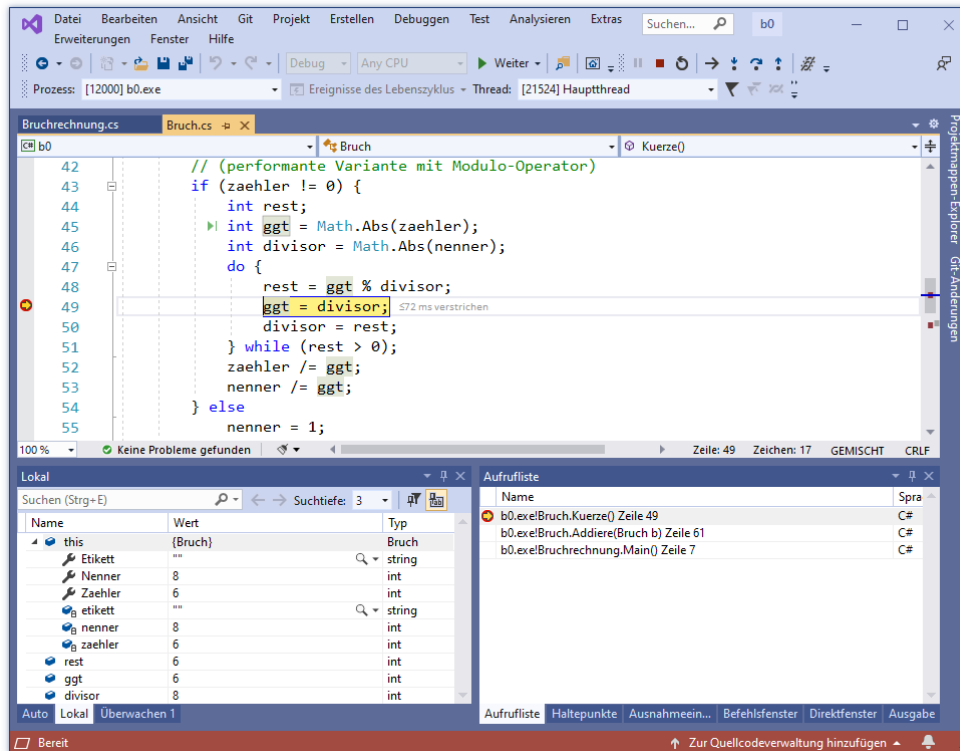 Datei Bearbeiten Ansicht Git Projekt Erstellen Debuggen Test Analysieren Extras Suchen... b0
Erweiterungen Fenster Hilfe
Debug Any CPU Weiter
Prozess: [12000] b0.exe Ereignisse des Lebenszyklus Thread: [21524] Hauptthread
Bruchrechnung.cs Bruch.cs
C# b0 Bruch Kuerze()
42 // (performante Variante mit Modulo-Operator)
43 if (zaehler != 0) {
44 int rest;
45 int ggt = Math.Abs(zaehler);
46 int divisor = Math.Abs(nenner);
47 do {
48 rest = ggt % divisor;
49 ggt = divisor; ≤72 ms verstrichen
50 divisor = rest;
51 } while (rest > 0);
52 zaehler /= ggt;
53 nenner /= ggt;
54 } else
55 nenner = 1;
100 % Keine Probleme gefunden Zeile: 49 Zeichen: 17 GEMISCHT CRLF
Projektmappen-Explorer Git-Änderungen
Lokal
Suchen (Strg+E) Suchtiefe: 3
Name Wert Typ
this {Bruch} Bruch
Etikett "" string
Nenner 8 int
Zaehler 6 int
etikett "" string
nenner 8 int
zaehler 6 int
rest 6 int
ggt 6 int
divisor 8 int
Auto Lokal Überwachen 1
Aufrufliste
Name Spra
b0.exe!Bruch.Kuerze() Zeile 49 C#
b0.exe!Bruch.Addiere(Bruch b) Zeile 61 C#
b0.exe!Bruchrechnung.Main() Zeile 7 C#
Aufrufliste Haltepunkte Ausnahmeein... Befehlsfenster Direktfenster Ausgabe
Bereit Zur Quellcodeverwaltung hinzufügen